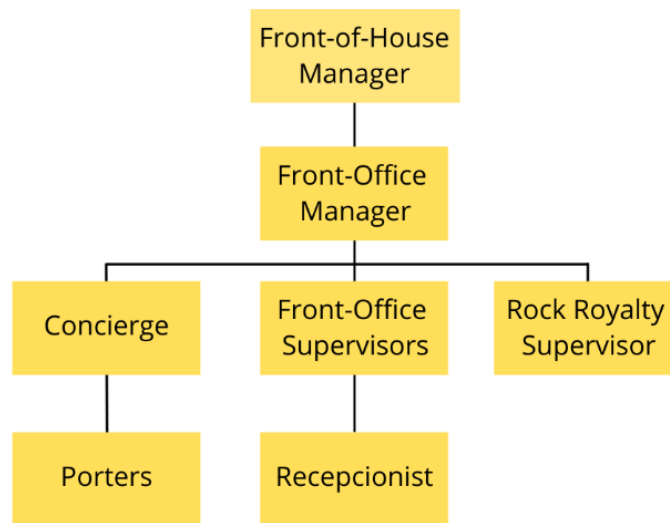 Front-of-House
Manager
Front-Office
Manager
Concierge
Front-Office
Supervisors
Rock Royalty
Supervisor
Porters
Recepcionist